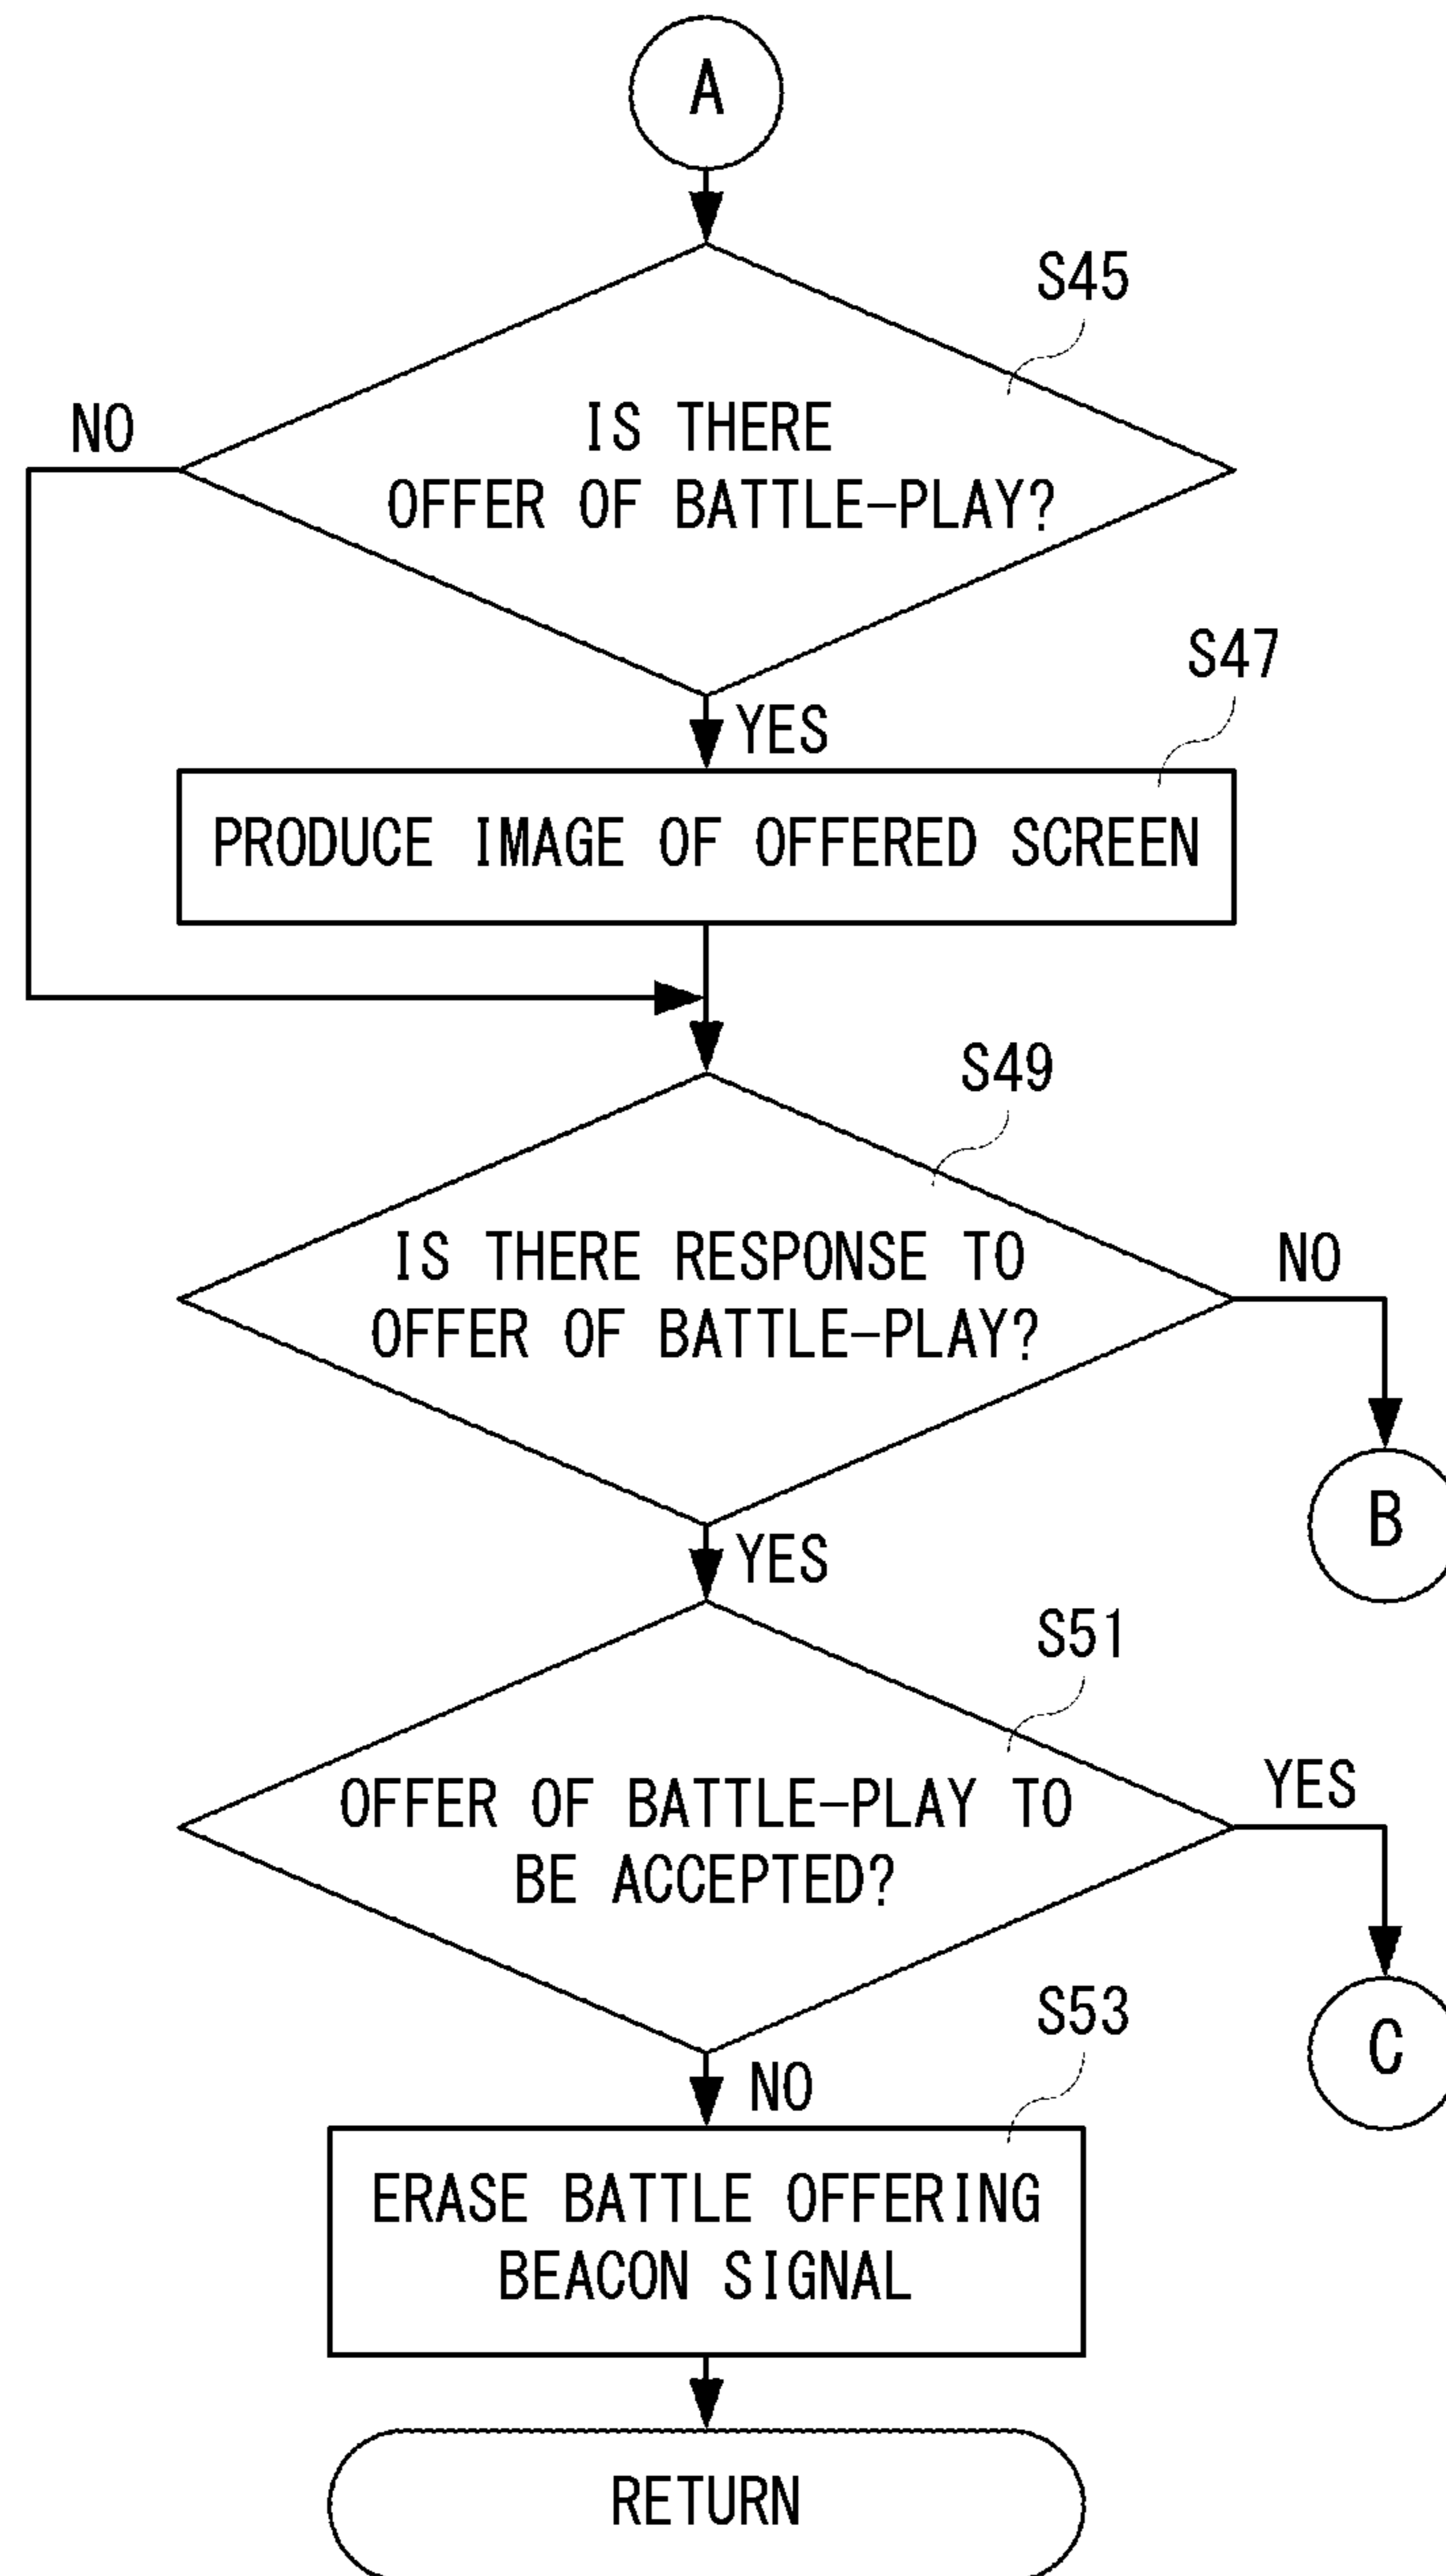 A
S45
NO
IS THERE
OFFER OF BATTLE-PLAY?
S47
YES
PRODUCE IMAGE OF OFFERED SCREEN
S49
IS THERE RESPONSE TO
OFFER OF BATTLE-PLAY?
NO
B
YES
S51
OFFER OF BATTLE-PLAY TO
BE ACCEPTED?
YES
C
S53
NO
ERASE BATTLE OFFERING
BEACON SIGNAL
RETURN